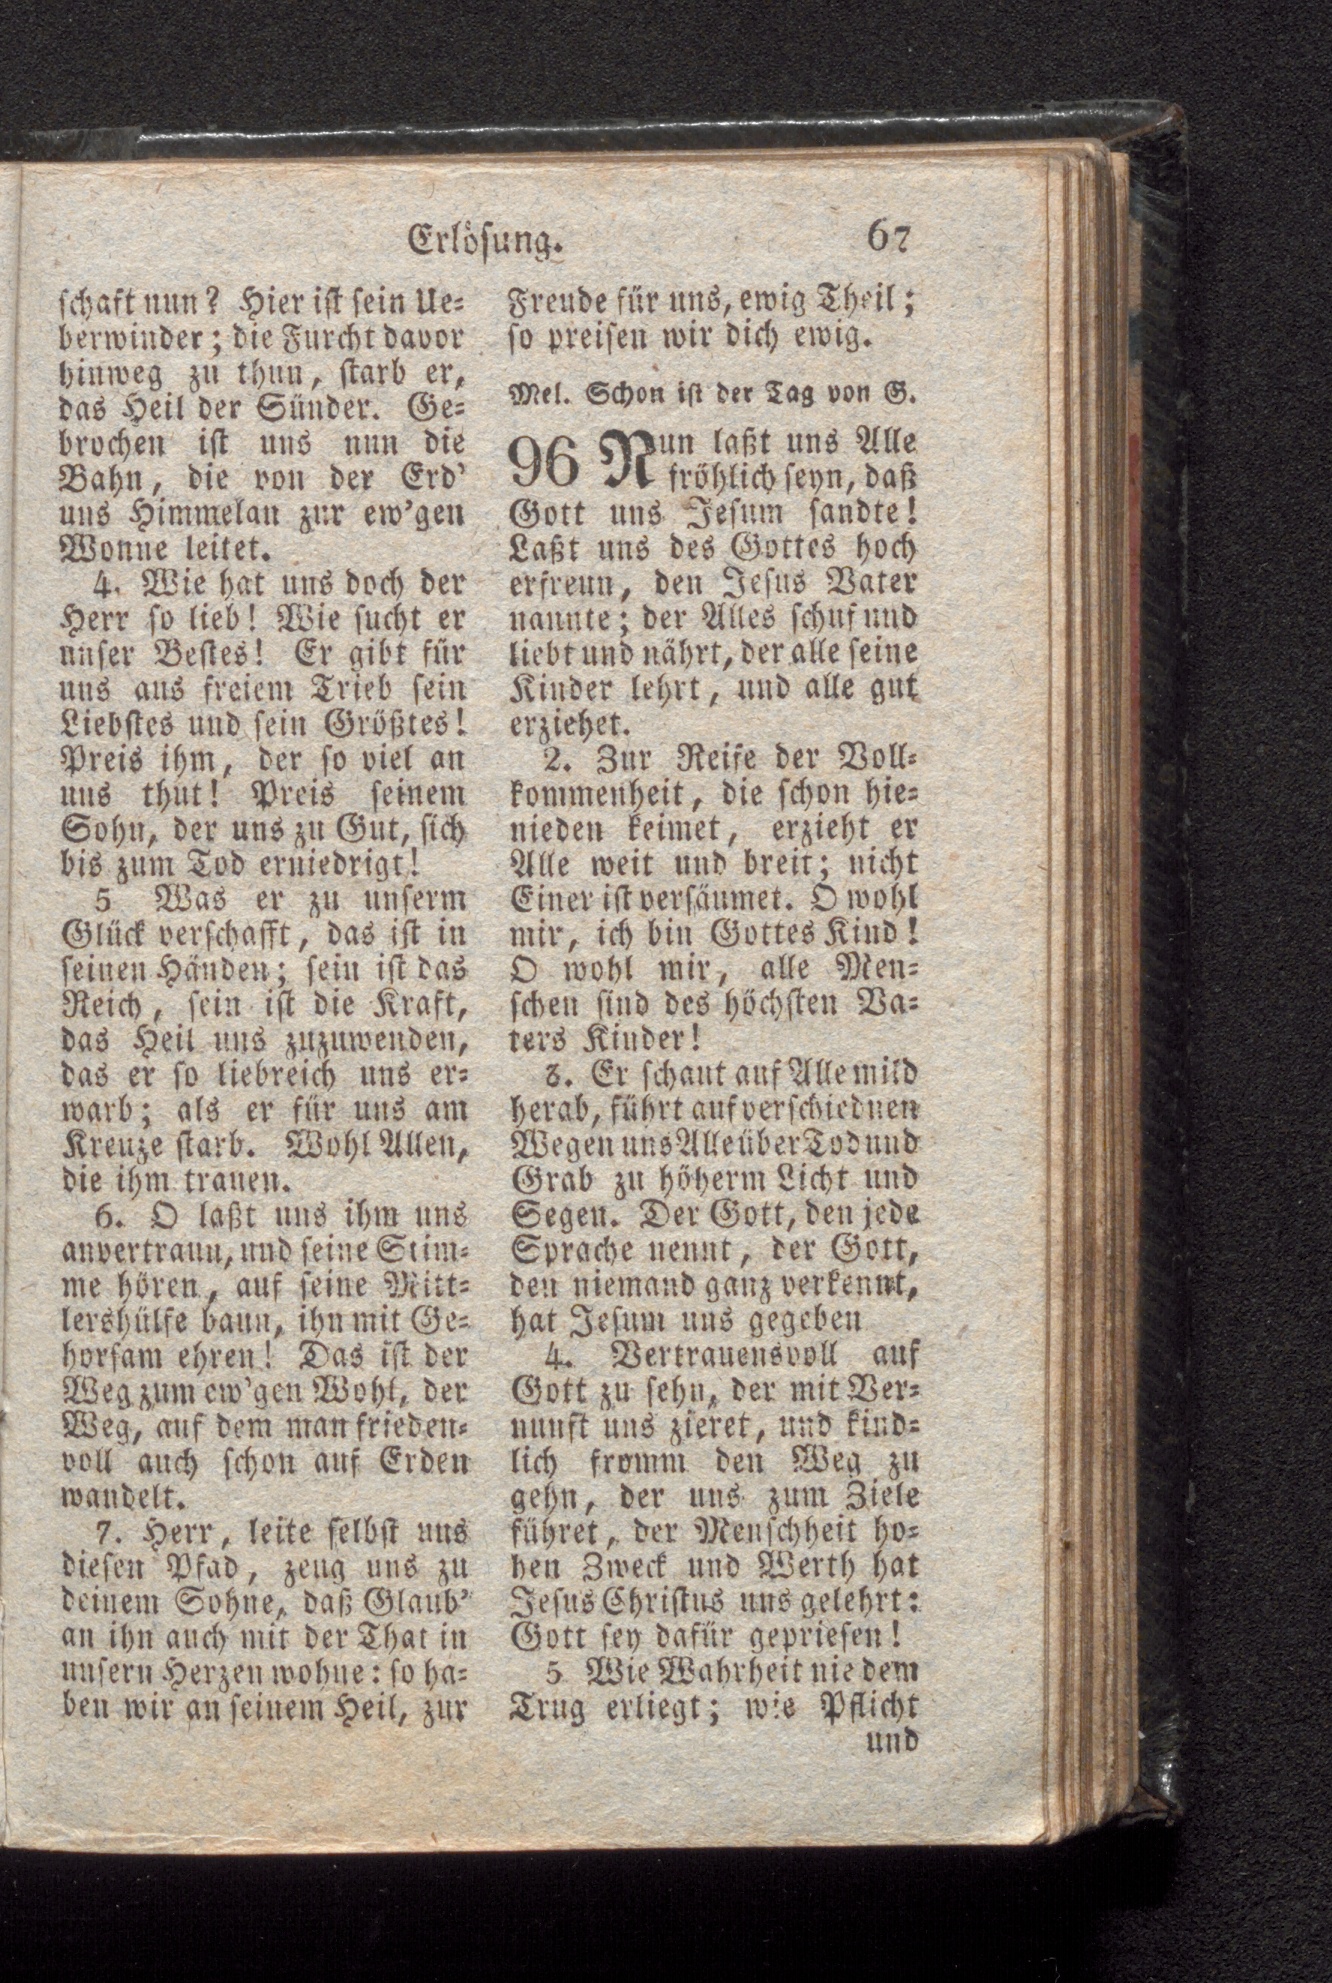 Erlösung. 67
schaft nun? Hier ist sein Ue-
berwinder; die Furcht davor
hinweg zu thun, starb er,
das Heil der Sünder. Ge-
brochen ist uns nun die
Bahn, die von der Erd'
uns Himmelan zur ew'gen
Wonne leitet.
4. Wie hat uns doch der
Herr so lieb! Wie sucht er
unser Bestes! Er gibt für
uns aus freiem Trieb sein
Liebstes und sein Größtes!
Preis ihm, der so viel an
uns thut! Preis seinem
Sohn, der uns zu Gut, sich
bis zum Tod erniedrigt!
5 Was er zu unserm
Glück verschafft, das ist in
seinen Händen; sein ist das
Reich, sein ist die Kraft,
das Heil uns zuzuwenden,
das er so liebreich uns er-
warb; als er für uns am
Kreuze starb. Wohl Allen,
die ihm trauen.
6. O laßt uns ihm uns
anvertraun, und seine Stim-
me hören, auf seine Mitt-
lershülfe baun, ihn mit Ge-
horsam ehren! Das ist der
Weg zum ew'gen Wohl, der
Weg, auf dem man frieden-
voll auch schon auf Erden
wandelt.
7. Herr, leite selbst uns
diesen Pfad, zeug uns zu
deinem Sohne, daß Glaub'
an ihn auch mit der That in
unsern Herzen wohne: so ha-
ben wir an seinem Heil, zur
Freude für uns, ewig Theil;
so preisen wir dich ewig.
Mel. Schon ist der Tag von G.
96 Nun laßt uns Alle
fröhlich seyn, daß
Gott uns Jesum sandte!
Laßt uns des Gottes hoch
erfreun, den Jesus Vater
nannte; der Alles schuf und
liebt und nährt, der alle seine
Kinder lehrt, und alle gut
erziehet.
2. Zur Reife der Voll-
kommenheit, die schon hie-
nieden keimet, erzieht er
Alle weit und breit; nicht
Einer ist versäumet. O wohl
mir, ich bin Gottes Kind!
O wohl mir, alle Men-
schen sind des höchsten Va-
ters Kinder!
3. Er schaut auf Alle mild
herab, führt auf verschiednen
Wegen uns Alle über Tod und
Grab zu höherm Licht und
Segen. Der Gott, den jede
Sprache nennt, der Gott,
den niemand ganz verkennt,
hat Jesum uns gegeben
4. Vertrauensvoll auf
Gott zu sehn, der mit Ver-
nunft uns zieret, und kind-
lich fromm den Weg zu
gehn, der uns zum Ziele
führet, der Menschheit ho-
hen Zweck und Werth hat
Jesus Christus uns gelehrt:
Gott sey dafür gepriesen!
5 Wie Wahrheit nie dem
Trug erliegt; wie Pflicht
und